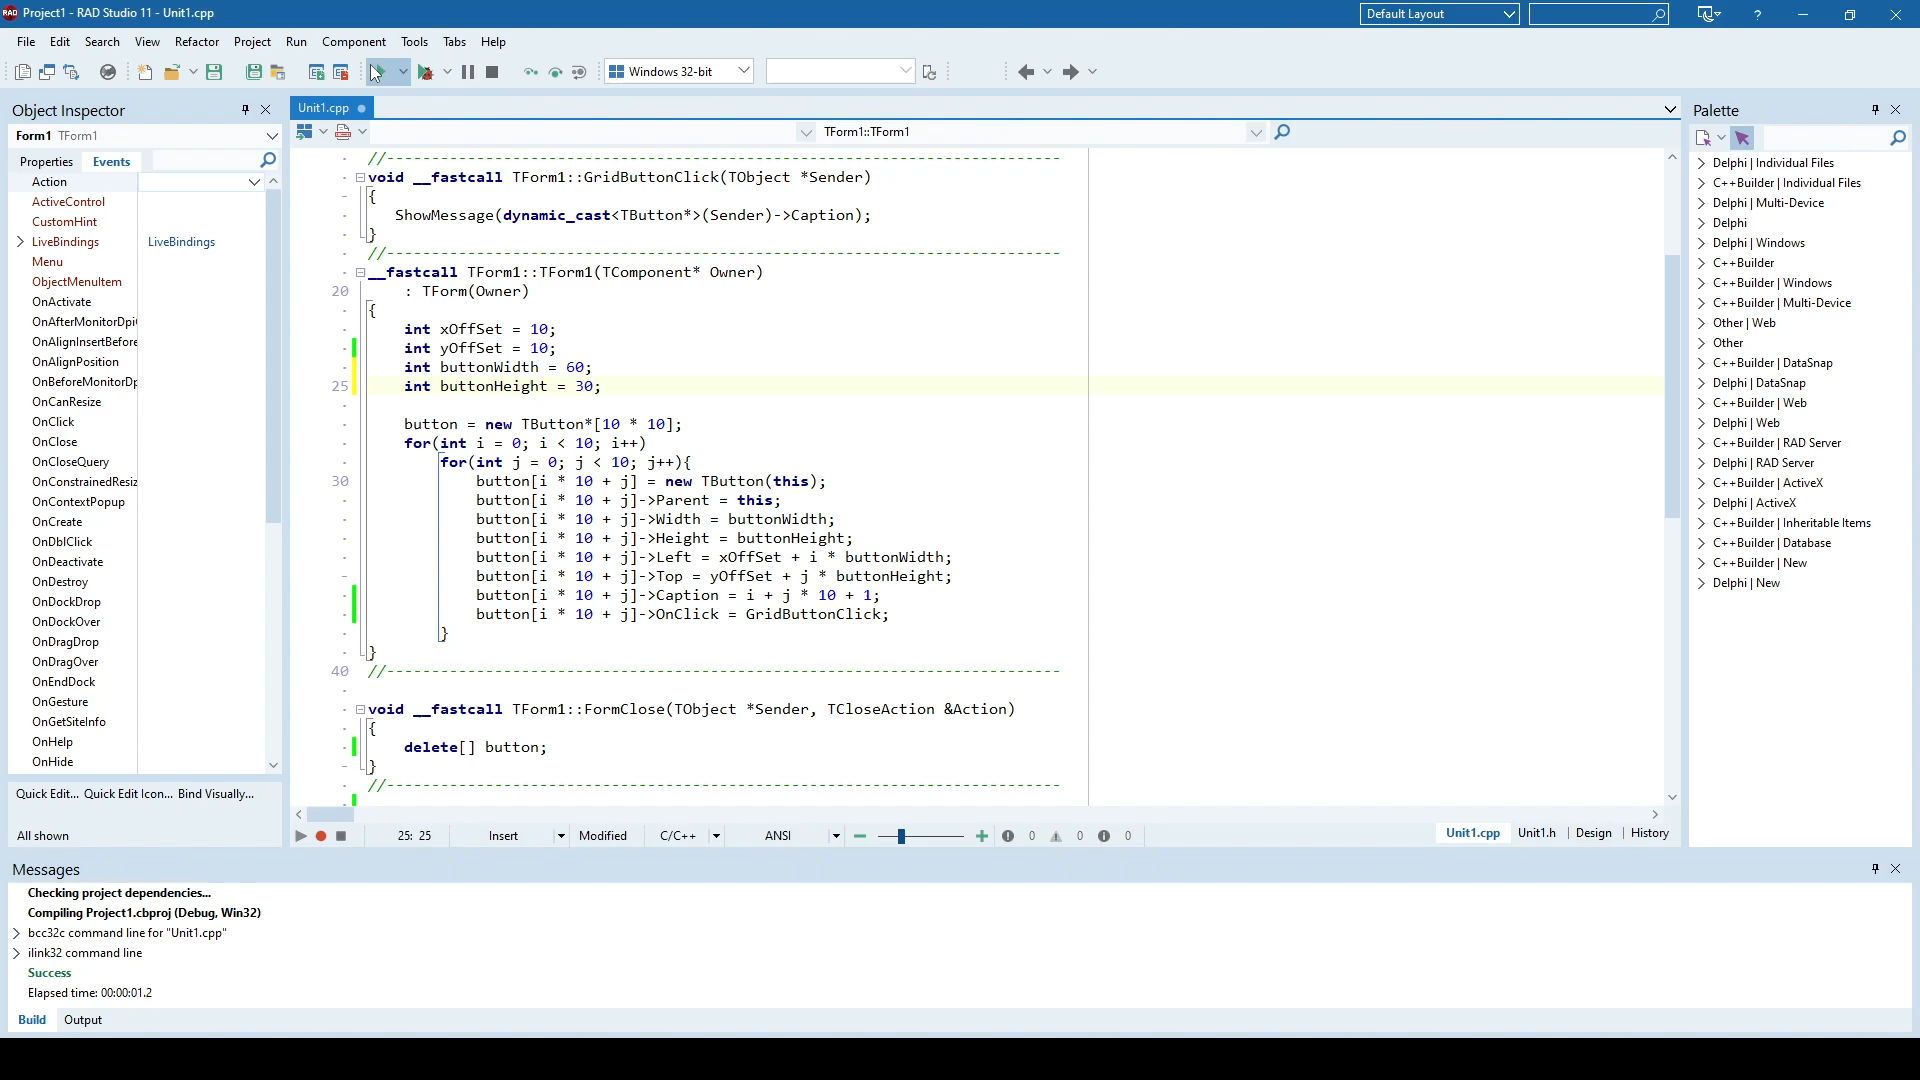 Project1 - RAD Studio 11 - Unit1.cpp
Default Layout
File Edit Search View Refactor Project Run Component Tools Tabs Help
Windows 32-bit
Object Inspector
Form1 TForm1
Properties Events
Action
ActiveControl
CustomHint
LiveBindings LiveBindings
Menu
ObjectMenuItem
OnActivate
OnAfterMonitorDpi
OnAlignInsertBefore
OnAlignPosition
OnBeforeMonitorDp
OnCanResize
OnClick
OnClose
OnCloseQuery
OnConstrainedResiz
OnContextPopup
OnCreate
OnDblClick
OnDeactivate
OnDestroy
OnDockDrop
OnDockOver
OnDragDrop
OnDragOver
OnEndDock
OnGesture
OnGetSiteInfo
OnHelp
OnHide
Quick Edit... Quick Edit Icon... Bind Visually...
All shown
Unit1.cpp
TForm1::TForm1
//---------------------------------------------------------------------------
void __fastcall TForm1::GridButtonClick(TObject *Sender)
{
ShowMessage(dynamic_cast<TButton*>(Sender)->Caption);
}
//---------------------------------------------------------------------------
__fastcall TForm1::TForm1(TComponent* Owner)
20 : TForm(Owner)
{
int xOffSet = 10;
int yOffSet = 10;
int buttonWidth = 60;
25 int buttonHeight = 30;
button = new TButton*[10 * 10];
for(int i = 0; i < 10; i++)
for(int j = 0; j < 10; j++){
30 button[i * 10 + j] = new TButton(this);
button[i * 10 + j]->Parent = this;
button[i * 10 + j]->Width = buttonWidth;
button[i * 10 + j]->Height = buttonHeight;
button[i * 10 + j]->Left = xOffSet + i * buttonWidth;
button[i * 10 + j]->Top = yOffSet + j * buttonHeight;
button[i * 10 + j]->Caption = i + j * 10 + 1;
button[i * 10 + j]->OnClick = GridButtonClick;
}
}
40 //---------------------------------------------------------------------------
void __fastcall TForm1::FormClose(TObject *Sender, TCloseAction &Action)
{
delete[] button;
}
//---------------------------------------------------------------------------
25: 25 Insert Modified C/C++ ANSI 0 0 0
Unit1.cpp Unit1.h Design History
Palette
Delphi | Individual Files
C++Builder | Individual Files
Delphi | Multi-Device
Delphi
Delphi | Windows
C++Builder
C++Builder | Windows
C++Builder | Multi-Device
Other | Web
Other
C++Builder | DataSnap
Delphi | DataSnap
C++Builder | Web
Delphi | Web
C++Builder | RAD Server
Delphi | RAD Server
C++Builder | ActiveX
Delphi | ActiveX
C++Builder | Inheritable Items
C++Builder | Database
C++Builder | New
Delphi | New
Messages
Checking project dependencies...
Compiling Project1.cbproj (Debug, Win32)
bcc32c command line for "Unit1.cpp"
ilink32 command line
Success
Elapsed time: 00:00:01.2
Build Output